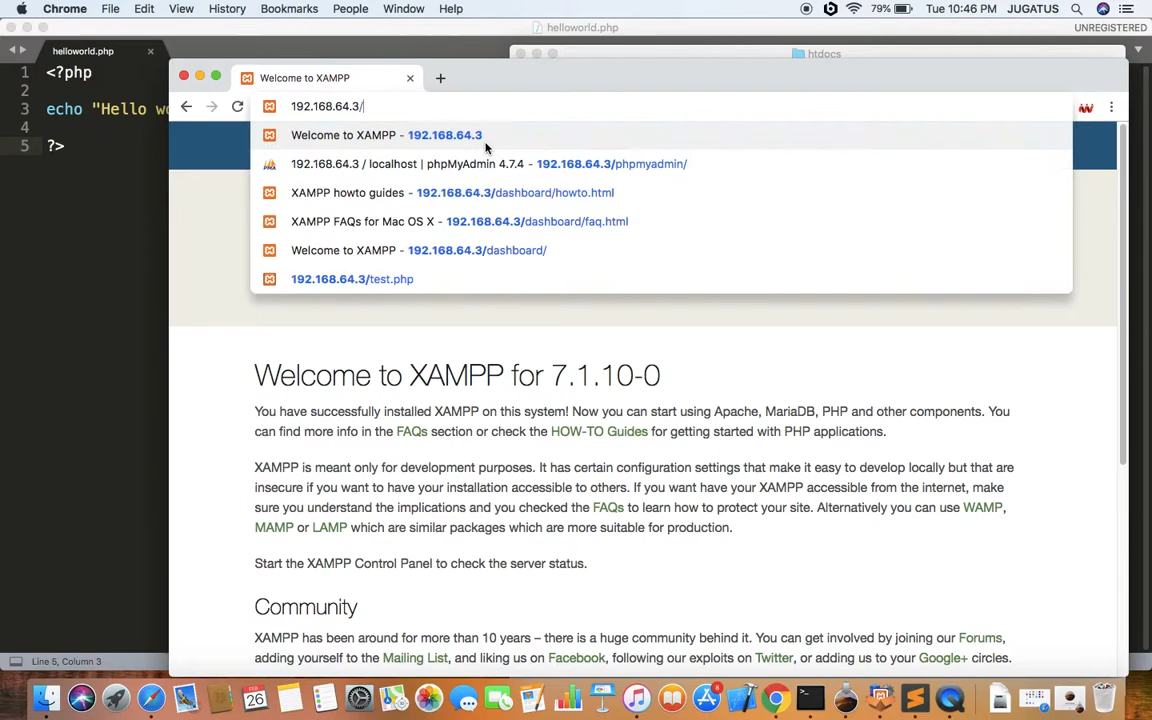 Chrome File Edit View History Bookmarks People Window Help 79% Tue 10:46 PM JUGATUS
helloworld.php
UNREGISTERED
helloworld.php
htdocs
1 <?php
2
3 echo "Hello wo
4
5 ?>
Welcome to XAMPP
192.168.64.3/
Welcome to XAMPP - 192.168.64.3
192.168.64.3 / localhost | phpMyAdmin 4.7.4 - 192.168.64.3/phpmyadmin/
XAMPP howto guides - 192.168.64.3/dashboard/howto.html
XAMPP FAQs for Mac OS X - 192.168.64.3/dashboard/faq.html
Welcome to XAMPP - 192.168.64.3/dashboard/
192.168.64.3/test.php
Welcome to XAMPP for 7.1.10-0
You have successfully installed XAMPP on this system! Now you can start using Apache, MariaDB, PHP and other components. You
can find more info in the FAQs section or check the HOW-TO Guides for getting started with PHP applications.
XAMPP is meant only for development purposes. It has certain configuration settings that make it easy to develop locally but that are
insecure if you want to have your installation accessible to others. If you want have your XAMPP accessible from the internet, make
sure you understand the implications and you checked the FAQs to learn how to protect your site. Alternatively you can use WAMP,
MAMP or LAMP which are similar packages which are more suitable for production.
Start the XAMPP Control Panel to check the server status.
Community
XAMPP has been around for more than 10 years – there is a huge community behind it. You can get involved by joining our Forums,
adding yourself to the Mailing List, and liking us on Facebook, following our exploits on Twitter, or adding us to your Google+ circles.
Line 5, Column 3
26
8